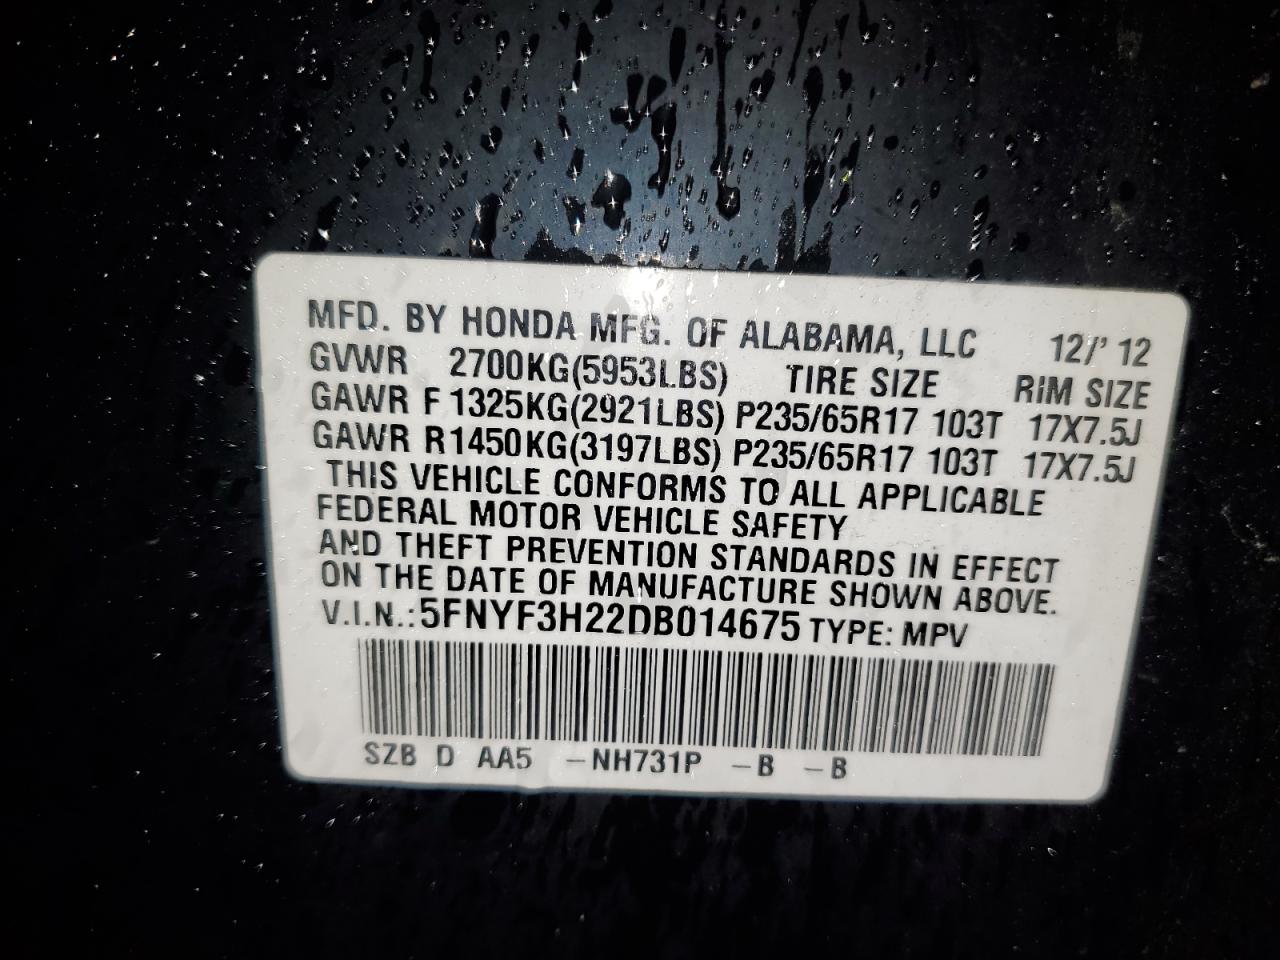 MFD. BY HONDA MFG. OF ALABAMA, LLC 12/' 12
GVWR 2700KG(5953LBS) TIRE SIZE RIM SIZE
GAWR F 1325KG(2921LBS) P235/65R17 103T 17X7.5J
GAWR R1450KG(3197LBS) P235/65R17 103T 17X7.5J
THIS VEHICLE CONFORMS TO ALL APPLICABLE
FEDERAL MOTOR VEHICLE SAFETY
AND THEFT PREVENTION STANDARDS IN EFFECT
ON THE DATE OF MANUFACTURE SHOWN ABOVE.
V.I.N.:5FNYF3H22DB014675 TYPE: MPV
SZB D AA5 -NH731P -B -B